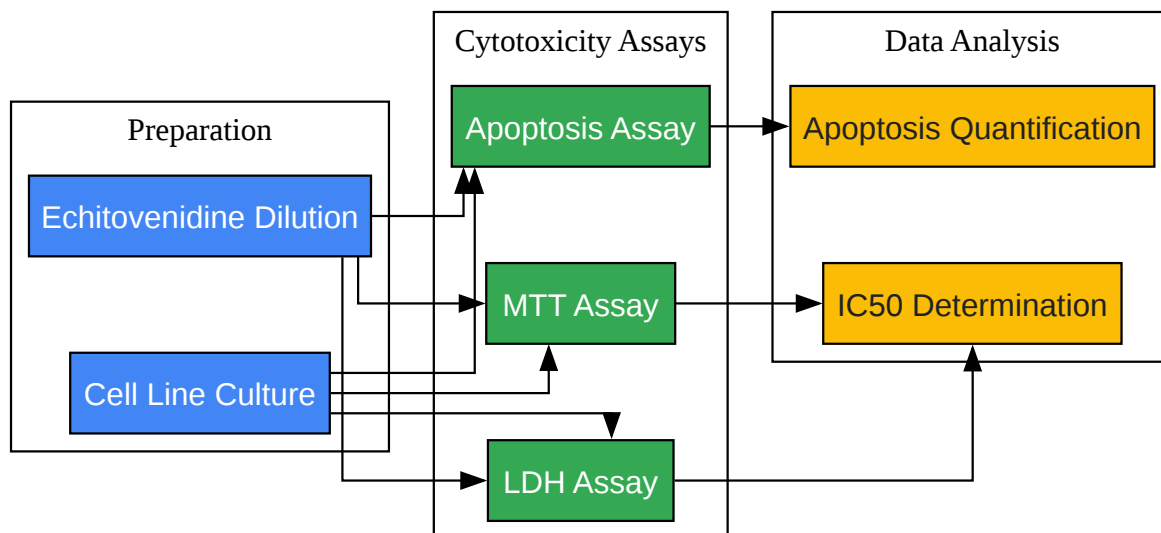 Preparation
Echitovenidine Dilution
Cell Line Culture
Cytotoxicity Assays
Apoptosis Assay
MTT Assay
LDH Assay
Data Analysis
Apoptosis Quantification
IC50 Determination